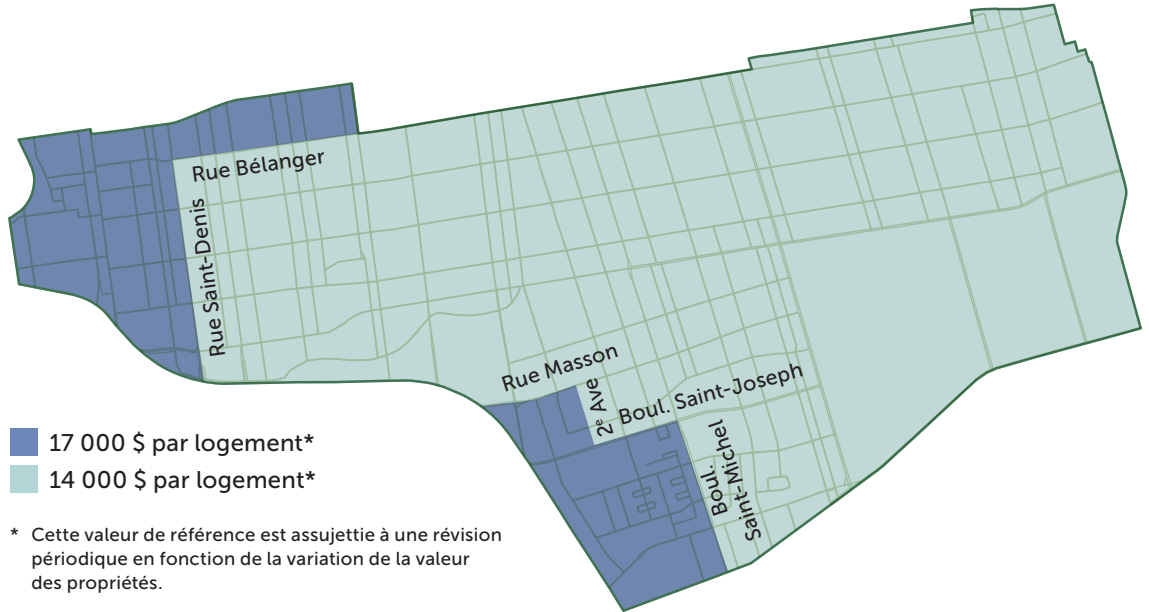 Rue Bélanger
Rue Saint-Denis
Rue Masson
2e Ave
Boul. Saint-Joseph
Boul.
Saint-Michel
17 000 $ par logement*
14 000 $ par logement*
* Cette valeur de référence est assujettie à une révision
périodique en fonction de la variation de la valeur
des propriétés.